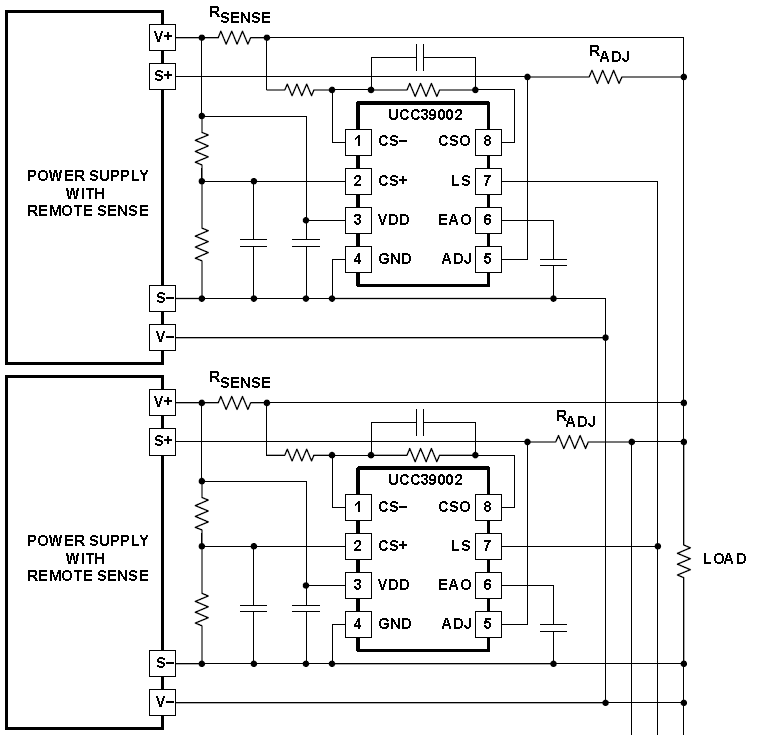 RSENSE
V+
S+
RADJ
UCC39002
1 CS− CSO 8
2 CS+ LS 7
3 VDD EAO 6
4 GND ADJ 5
POWER SUPPLY
WITH
REMOTE SENSE
S−
V−
RSENSE
V+
S+
RADJ
UCC39002
1 CS− CSO 8
2 CS+ LS 7
3 VDD EAO 6
4 GND ADJ 5
POWER SUPPLY
WITH
REMOTE SENSE
LOAD
S−
V−